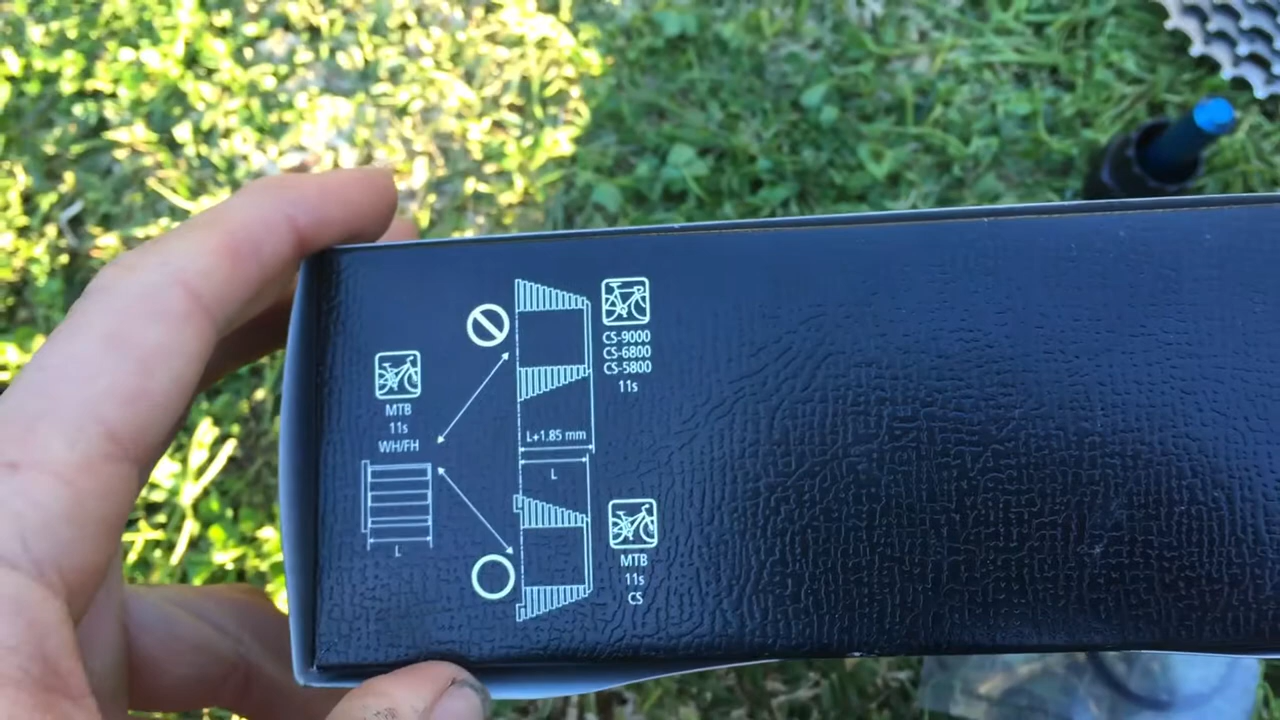 MTB
11s
WH/FH
L
CS-9000
CS-6800
CS-5800
11s
L+1.85 mm
L
MTB
11s
CS